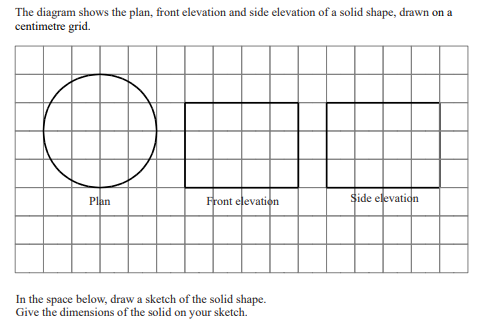 The diagram shows the plan, front elevation and side elevation of a solid shape, drawn on a
centimetre grid.
Plan
Front elevation
Side elevation
In the space below, draw a sketch of the solid shape.
Give the dimensions of the solid on your sketch.